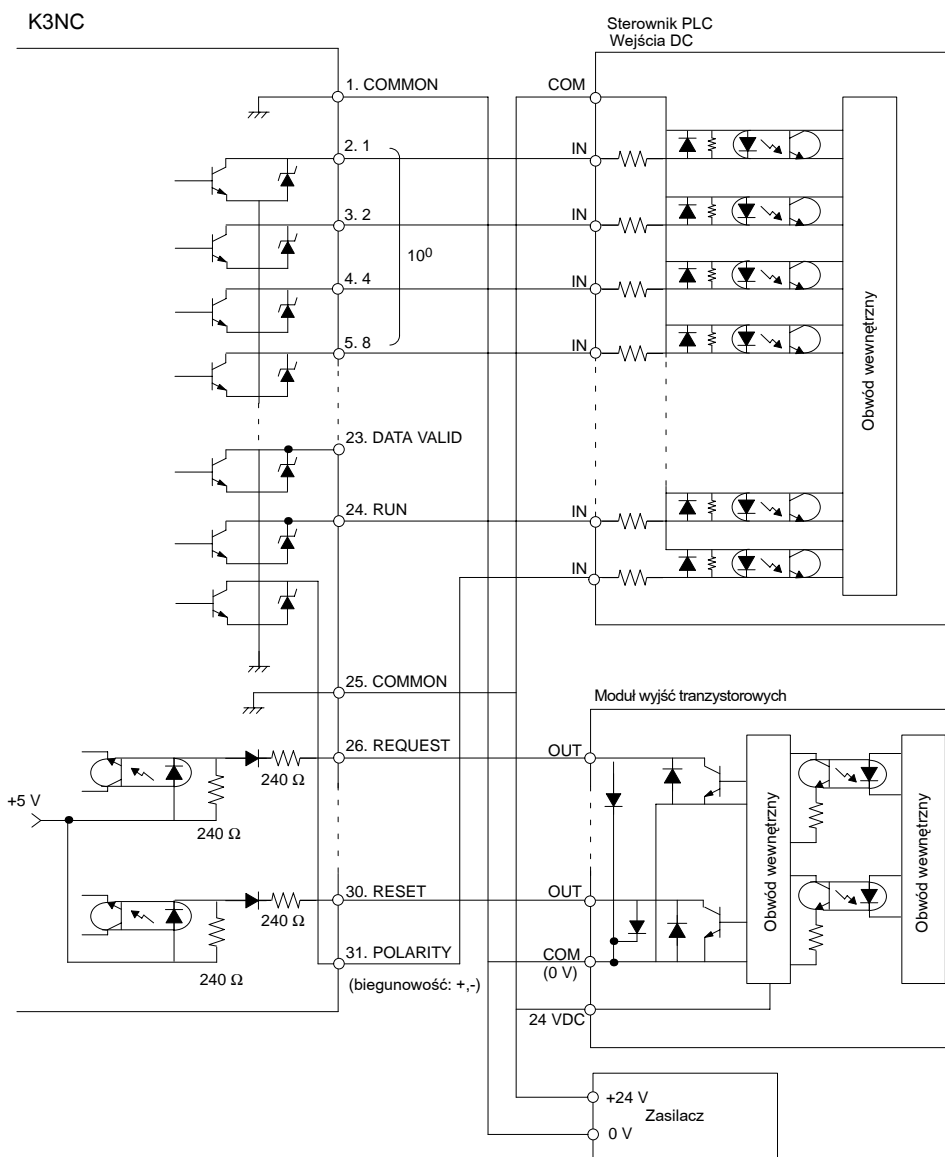 K3NC
Sterownik PLC
Wejścia DC
1. COMMON
COM
2. 1
IN
3. 2
IN
10⁰
4. 4
IN
5. 8
IN
Obwód wewnętrzny
23. DATA VALID
24. RUN
IN
IN
25. COMMON
Moduł wyjść tranzystorowych
26. REQUEST
OUT
240 Ω
+5 V
240 Ω
Obwód wewnętrzny
Obwód wewnętrzny
30. RESET
OUT
240 Ω
31. POLARITY
COM
(0 V)
240 Ω
(biegunowość: +,-)
24 VDC
+24 V
Zasilacz
0 V